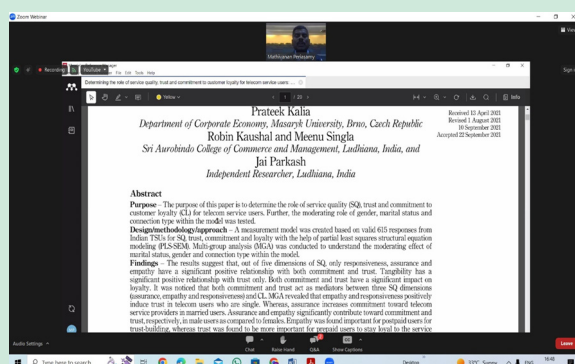 Zoom Webinar
View
Mathivanan Periasamy
Recording
YouTube
Sign
File Edit Tools Help
Determining the role of service quality, trust and commitment to customer loyalty for telecom service users: ...
Yellow
1 / 25
Prateek Kalia
Department of Corporate Economy, Masaryk University, Brno, Czech Republic
Robin Kaushal and Meenu Singla
Sri Aurobindo College of Commerce and Management, Ludhiana, India, and
Jai Parkash
Independent Researcher, Ludhiana, India
Received 13 April 2021
Revised 1 August 2021
10 September 2021
Accepted 22 September 2021
Abstract
Purpose – The purpose of this paper is to determine the role of service quality (SQ), trust and commitment to
customer loyalty (CL) for telecom service users. Further, the moderating role of gender, marital status and
connection type within the model was tested.
Design/methodology/approach – A measurement model was created based on valid 615 responses from
Indian TSUs for SQ, trust, commitment and loyalty with the help of partial least squares structural equation
modeling (PLS-SEM). Multi-group analysis (MGA) was conducted to understand the moderating effect of
marital status, gender and connection type within the model.
Findings – The results suggest that, out of five dimensions of SQ, only responsiveness, assurance and
empathy have a significant positive relationship with both commitment and trust. Tangibility has a
significant positive relationship with trust only. Both commitment and trust have a significant impact on
loyalty. It was noticed that both commitment and trust act as mediators between three SQ dimensions
(assurance, empathy and responsiveness) and CL. MGA revealed that empathy and responsiveness positively
induce trust in telecom users who are single. Whereas, assurance increases commitment toward telecom
service providers in married users. Assurance and empathy significantly contribute toward commitment and
trust, respectively, in male users as compared to females. Empathy was found important for postpaid users for
trust-building, whereas trust was found to be more important for prepaid users to stay loyal to the service
Audio Settings
Chat
Raise Hand
Q&A
Show Captions
Leave
Type here to search
Desktop
33°C Sunny
ENG
16:48